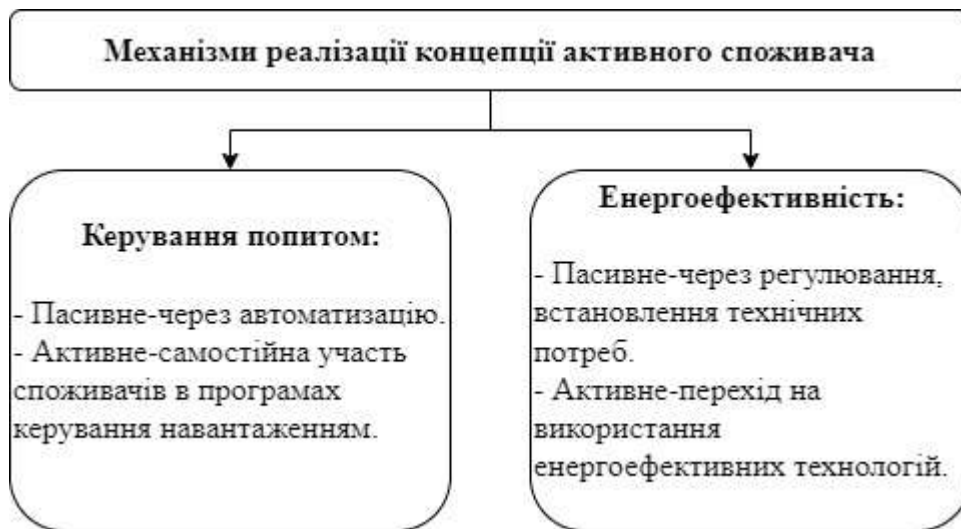 Механізми реалізації концепції активного споживача
Керування попитом:
- Пасивне-через автоматизацію.
- Активне-самостійна участь
споживачів в програмах
керування навантаженням.
Енергоефективність:
- Пасивне-через регулювання,
встановлення технічних
потреб.
- Активне-перехід на
використання
енергоефективних технологій.